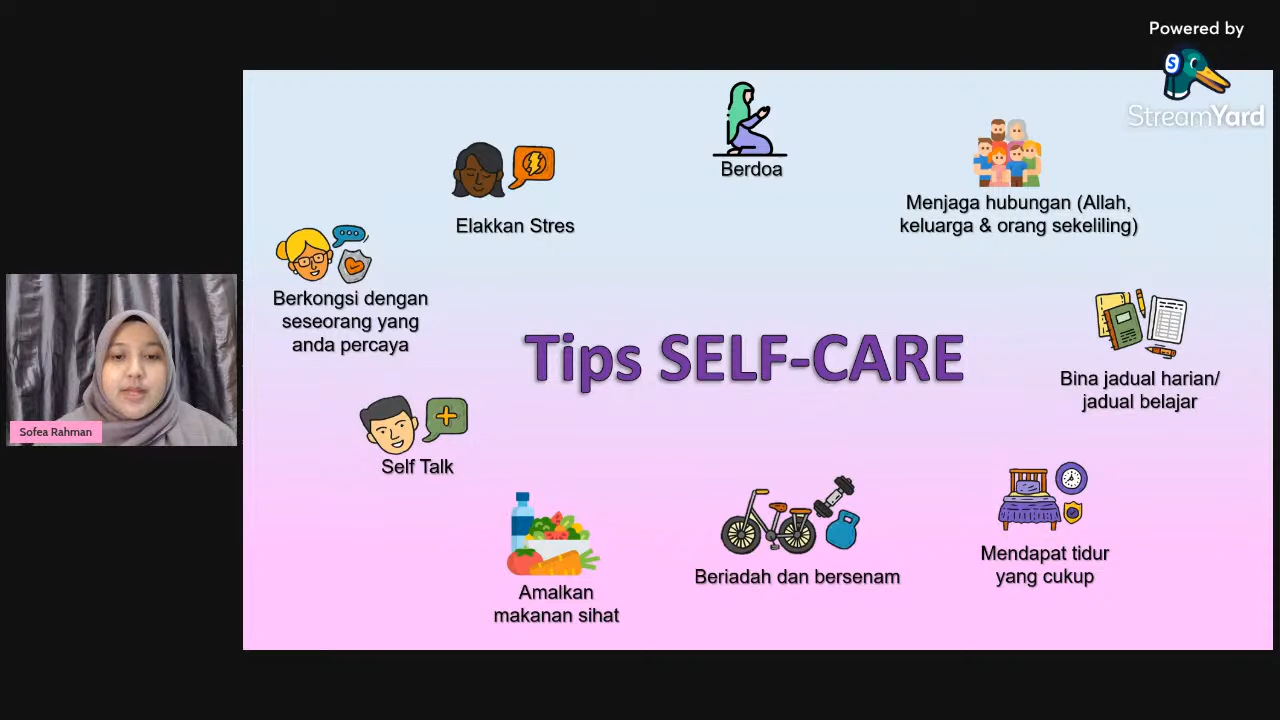 Powered by
StreamYard
Berdoa
Menjaga hubungan (Allah,
keluarga & orang sekeliling)
Elakkan Stres
Berkongsi dengan
seseorang yang
anda percaya
Tips SELF-CARE
Bina jadual harian/
jadual belajar
Sofea Rahman
Self Talk
Mendapat tidur
yang cukup
Beriadah dan bersenam
Amalkan
makanan sihat